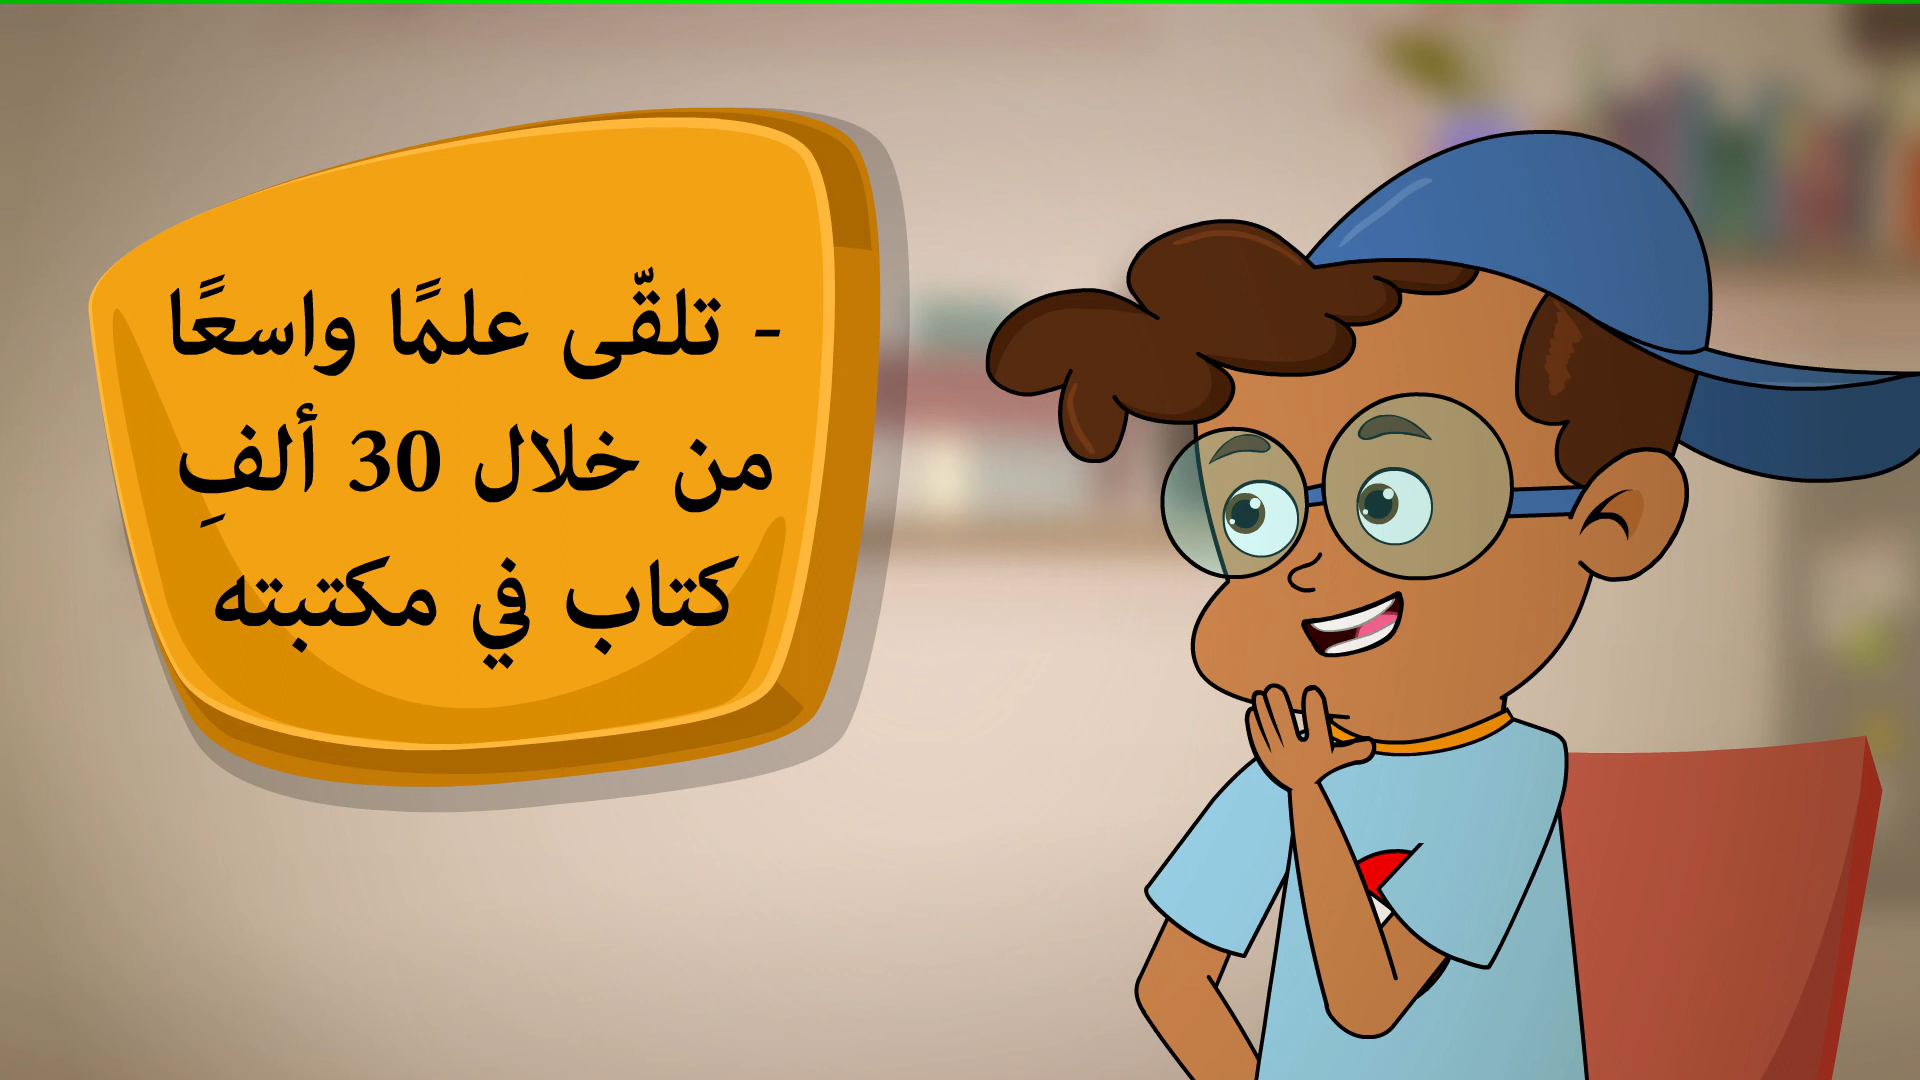 - تلقّى علمًا واسعًا
من خلال 30 ألفِ
كتاب في مكتبته